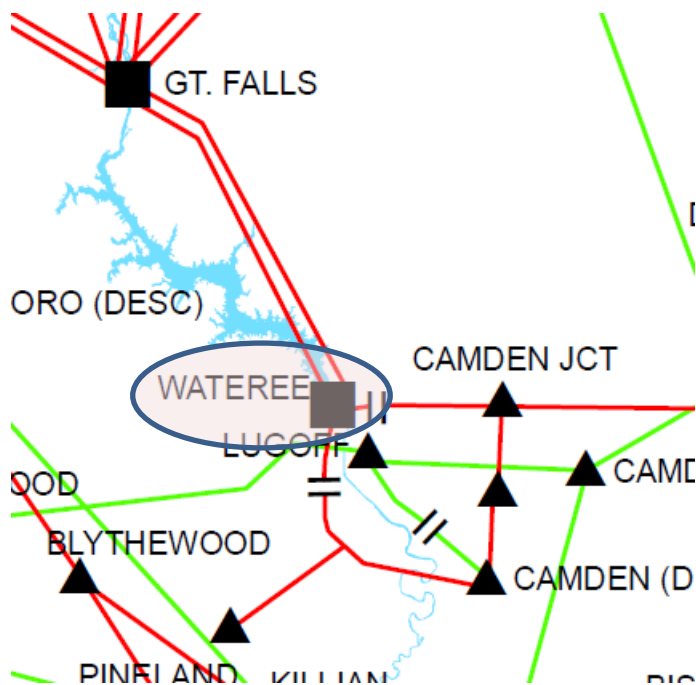 GT. FALLS
ORO (DESC)
CAMDEN JCT
WATEREE
LUGOFF
CAMD
OOD
BLYTHEWOOD
CAMDEN (D
PINELAND
KILLIAN